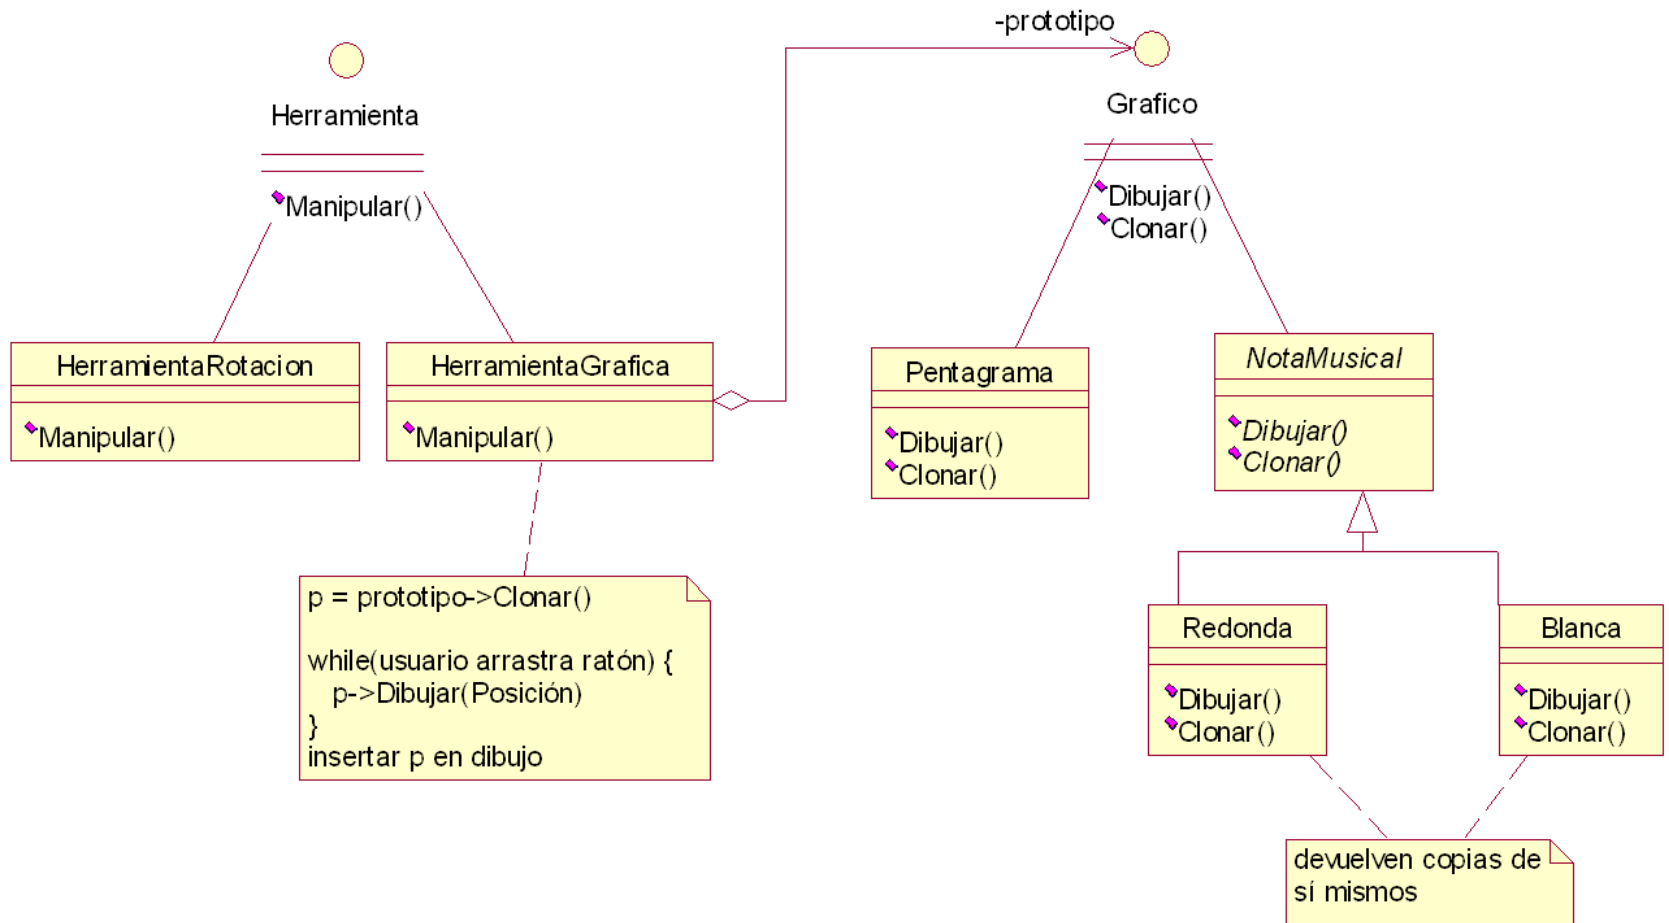 -prototipo
Herramienta
Manipular()
Grafico
Dibujar()
Clonar()
HerramientaRotacion
Manipular()
HerramientaGrafica
Manipular()
Pentagrama
Dibujar()
Clonar()
NotaMusical
Dibujar()
Clonar()
p = prototipo->Clonar()
while(usuario arrastra ratón) {
p->Dibujar(Posición)
}
insertar p en dibujo
Redonda
Dibujar()
Clonar()
Blanca
Dibujar()
Clonar()
devuelven copias de
sí mismos